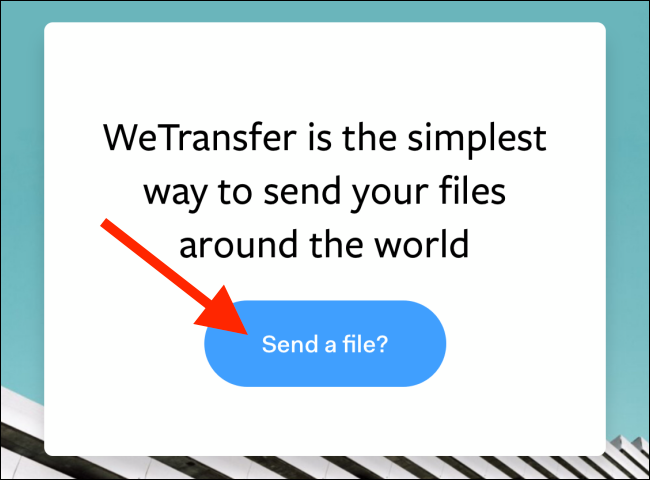 WeTransfer is the simplest
way to send your files
around the world
Send a file?